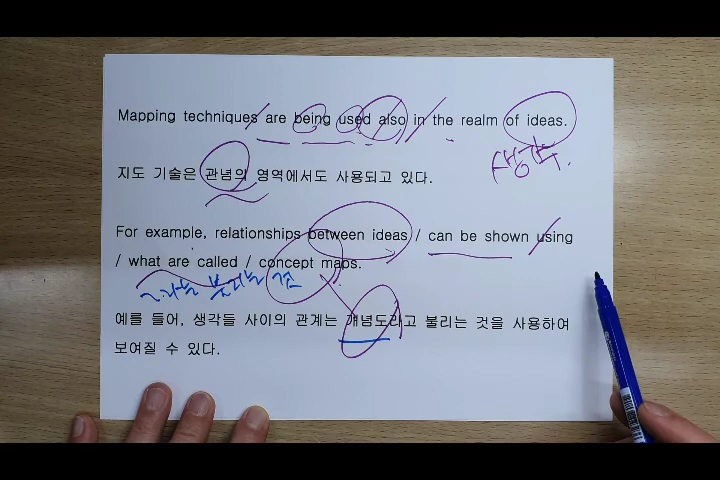 Mapping techniques are being used also in the realm of ideas.
생각
지도 기술은 관념의 영역에서도 사용되고 있다.
For example, relationships between ideas / can be shown using
/ what are called / concept maps.
불리는 것
예를 들어, 생각들 사이의 관계는 개념도라고 불리는 것을 사용하여
보여질 수 있다.